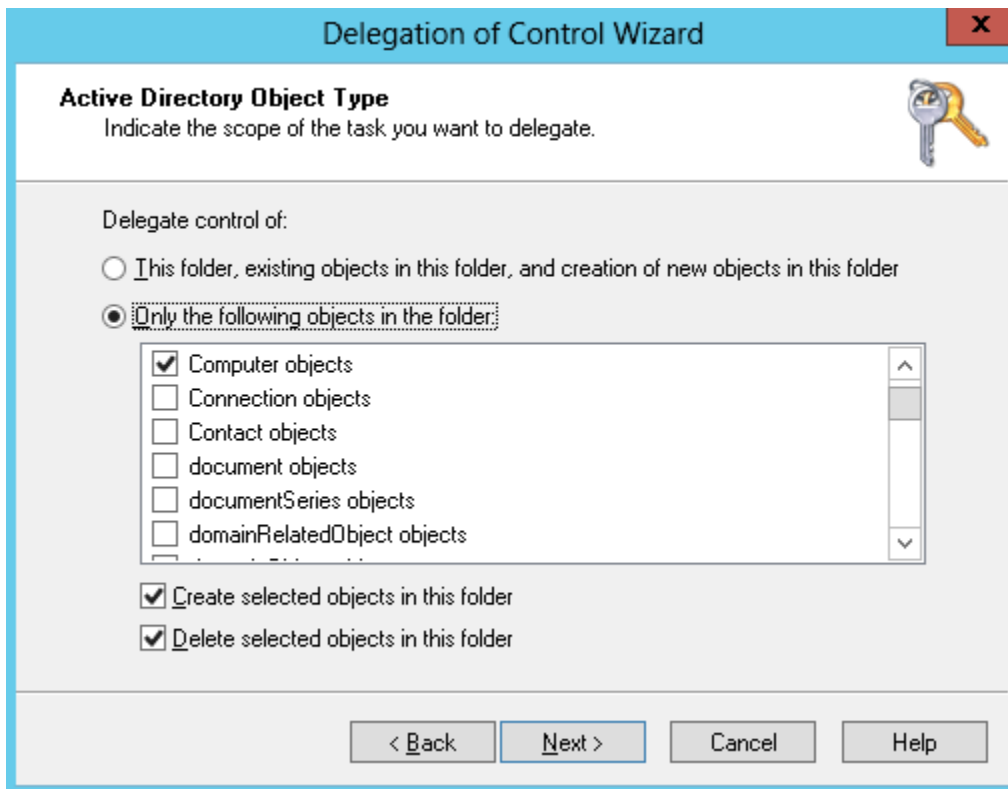 Delegation of Control Wizard
x
Active Directory Object Type
Indicate the scope of the task you want to delegate.
Delegate control of:
This folder, existing objects in this folder, and creation of new objects in this folder
Only the following objects in the folder:
Computer objects
Connection objects
Contact objects
document objects
documentSeries objects
domainRelatedObject objects
Create selected objects in this folder
Delete selected objects in this folder
< Back Next > Cancel Help